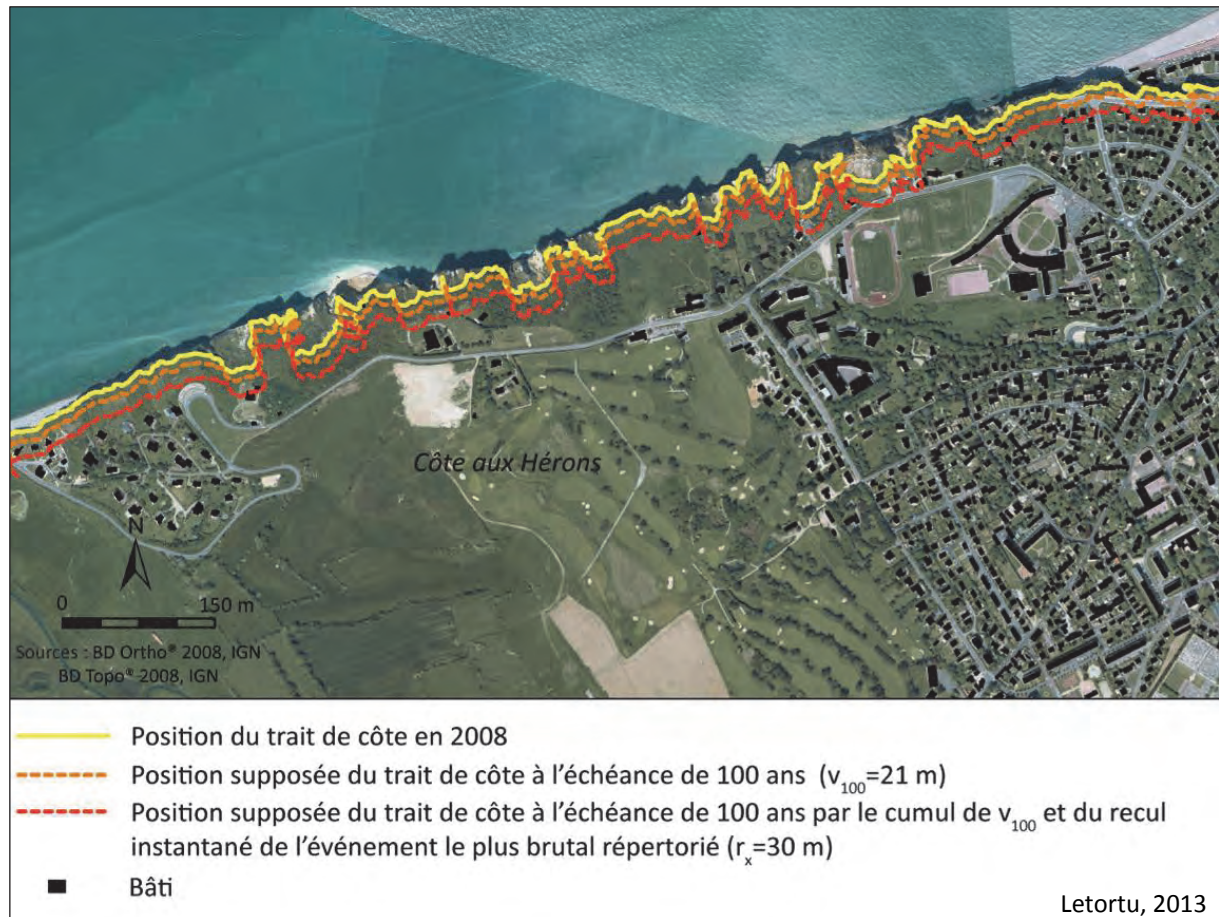 Côte aux Hérons
N
0 150 m
Sources : BD Ortho® 2008, IGN
BD Topo® 2008, IGN
Position du trait de côte en 2008
Position supposée du trait de côte à l'échéance de 100 ans (v₁₀₀=21 m)
Position supposée du trait de côte à l'échéance de 100 ans par le cumul de v₁₀₀ et du recul
instantané de l'événement le plus brutal répertorié (rₓ=30 m)
Bâti
Letortu, 2013